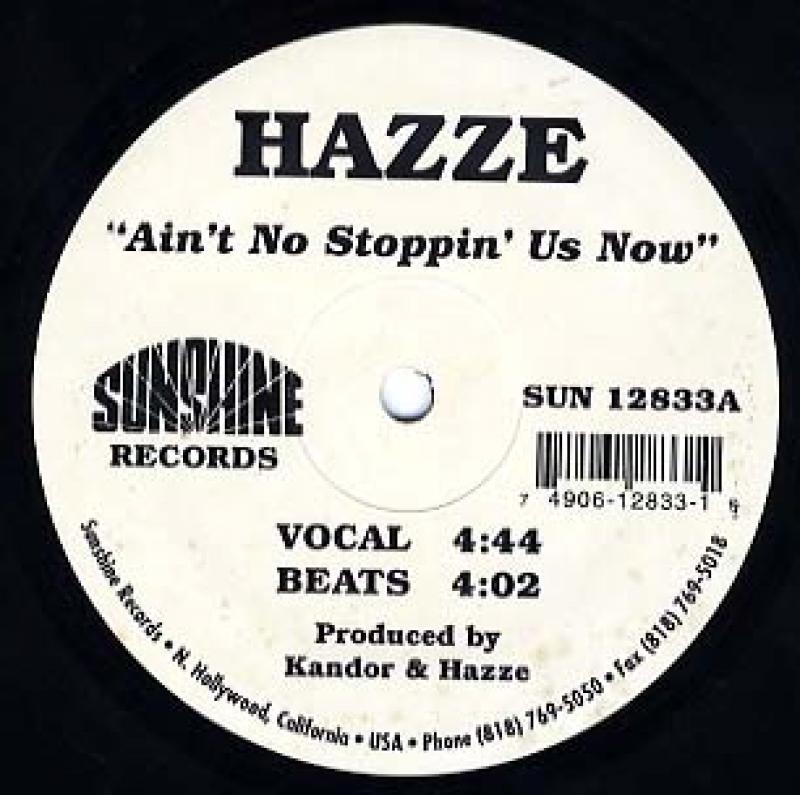 HAZZE
"Ain't No Stoppin' Us Now"
SUNSHINE
RECORDS
SUN 12833A
7 4906-12833-1
VOCAL 4:44
BEATS 4:02
Produced by
Kandor & Hazze
Sunshine Records • N. Hollywood, California • USA • Phone (818) 769-5050 • Fax (818) 769-5018